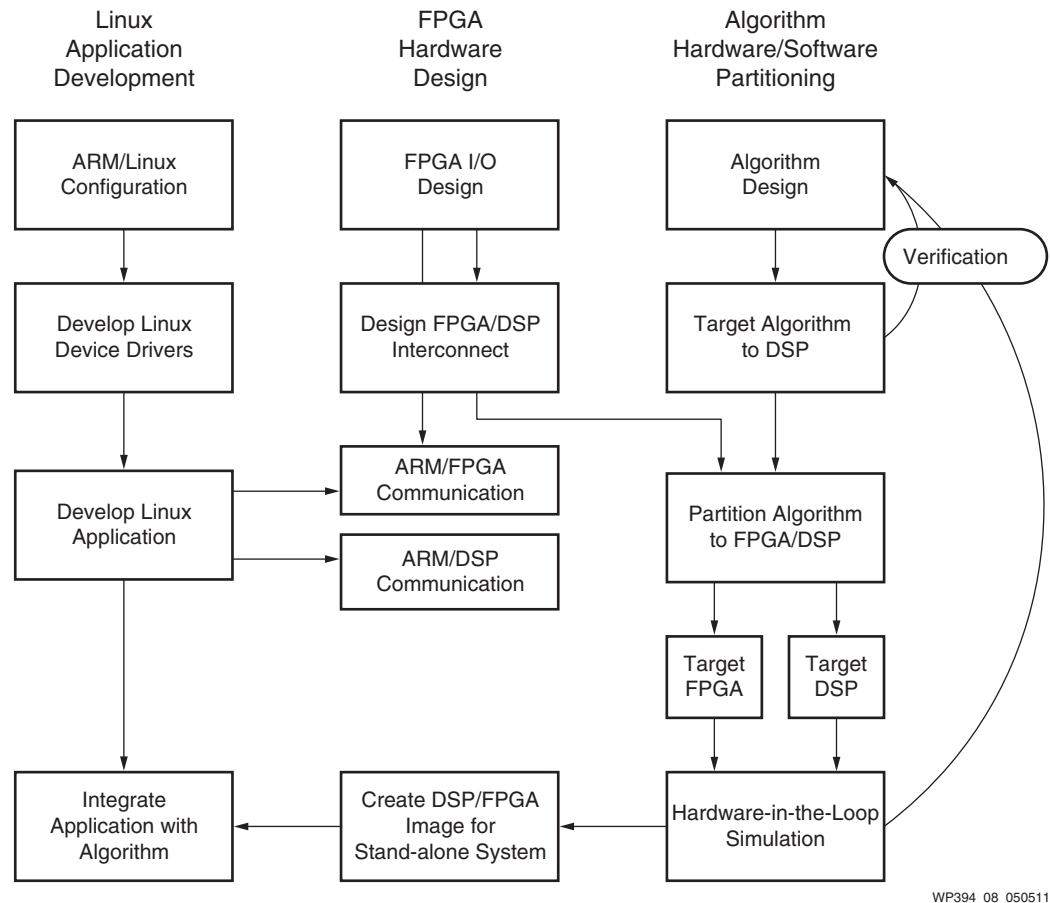 Linux
Application
Development
FPGA
Hardware
Design
Algorithm
Hardware/Software
Partitioning
ARM/Linux
Configuration
FPGA I/O
Design
Algorithm
Design
Verification
Develop Linux
Device Drivers
Design FPGA/DSP
Interconnect
Target Algorithm
to DSP
Develop Linux
Application
ARM/FPGA
Communication
ARM/DSP
Communication
Partition Algorithm
to FPGA/DSP
Target
FPGA
Target
DSP
Integrate
Application with
Algorithm
Create DSP/FPGA
Image for
Stand-alone System
Hardware-in-the-Loop
Simulation
WP394_08_050511